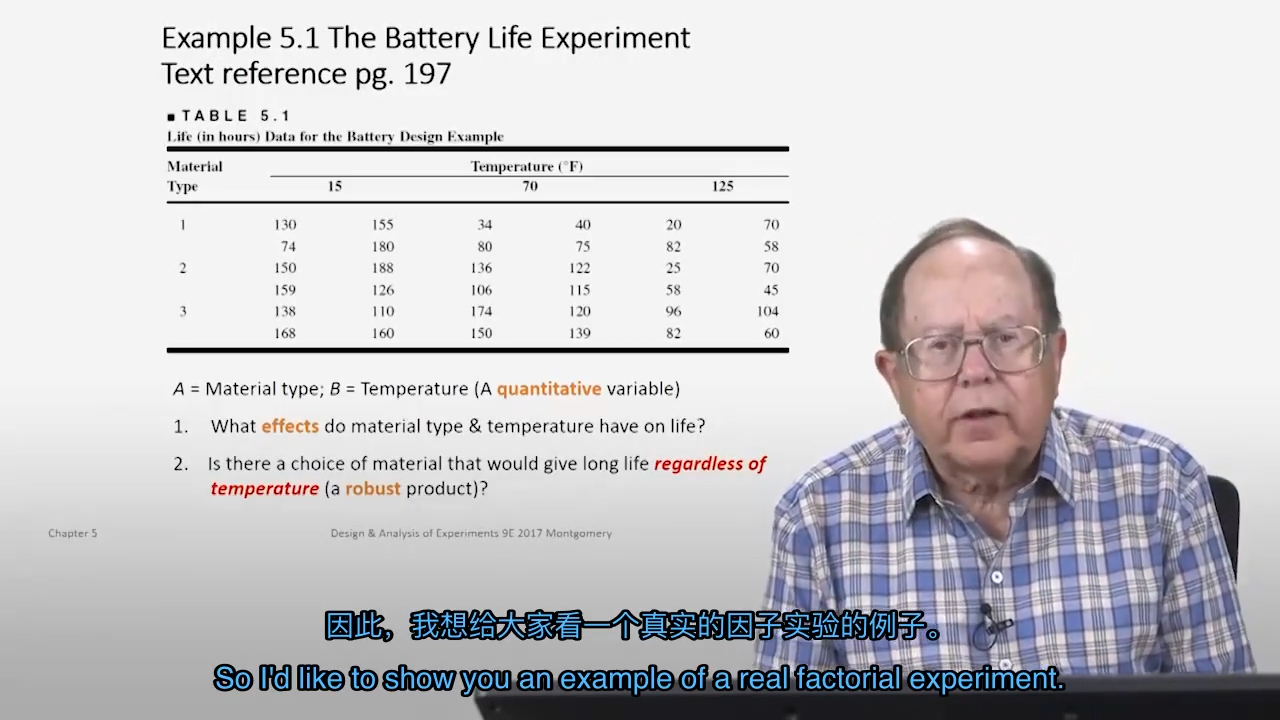 Example 5.1 The Battery Life Experiment
Text reference pg. 197
■ TABLE 5.1
Life (in hours) Data for the Battery Design Example
Material Temperature (°F)
Type 15 70 125
1 130 155 34 40 20 70
74 180 80 75 82 58
2 150 188 136 122 25 70
159 126 106 115 58 45
3 138 110 174 120 96 104
168 160 150 139 82 60
A = Material type; B = Temperature (A quantitative variable)
1. What effects do material type & temperature have on life?
2. Is there a choice of material that would give long life regardless of
temperature (a robust product)?
Chapter 5 Design & Analysis of Experiments 9E 2017 Montgomery
因此，我想给大家看一个真实的因子实验的例子。
So I'd like to show you an example of a real factorial experiment.